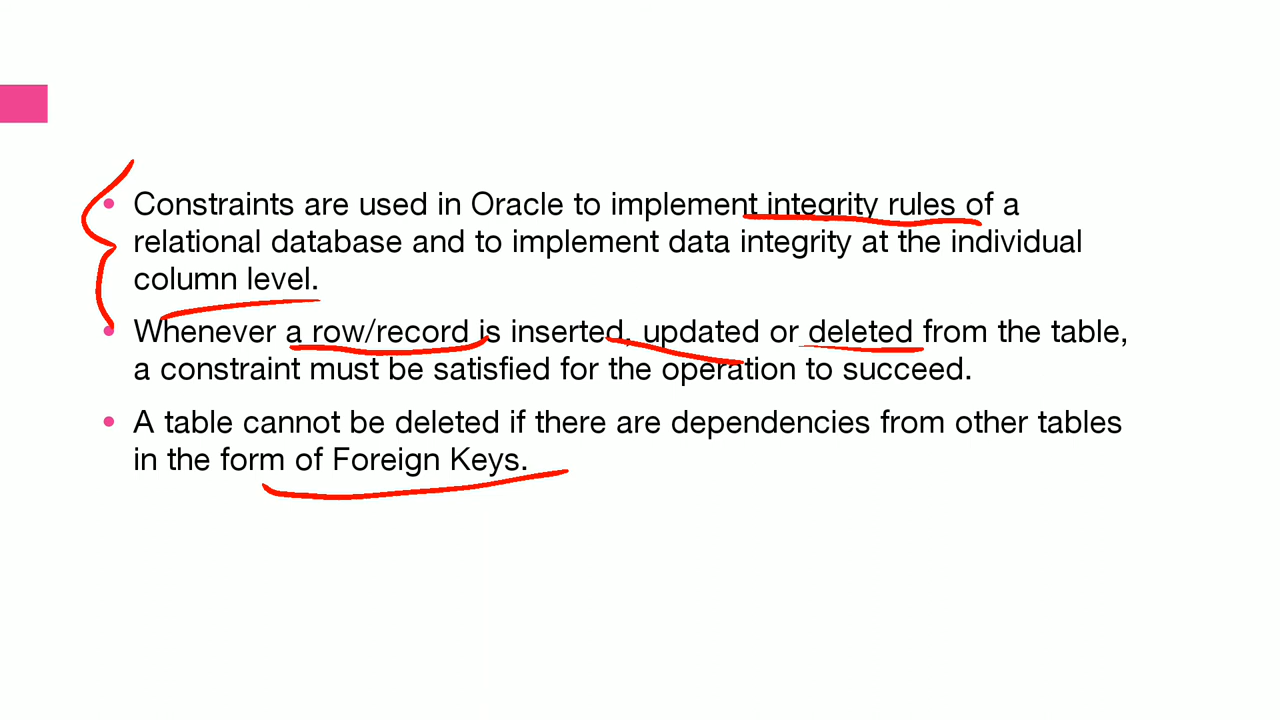 • Constraints are used in Oracle to implement integrity rules of a
relational database and to implement data integrity at the individual
column level.
• Whenever a row/record is inserted, updated or deleted from the table,
a constraint must be satisfied for the operation to succeed.
• A table cannot be deleted if there are dependencies from other tables
in the form of Foreign Keys.